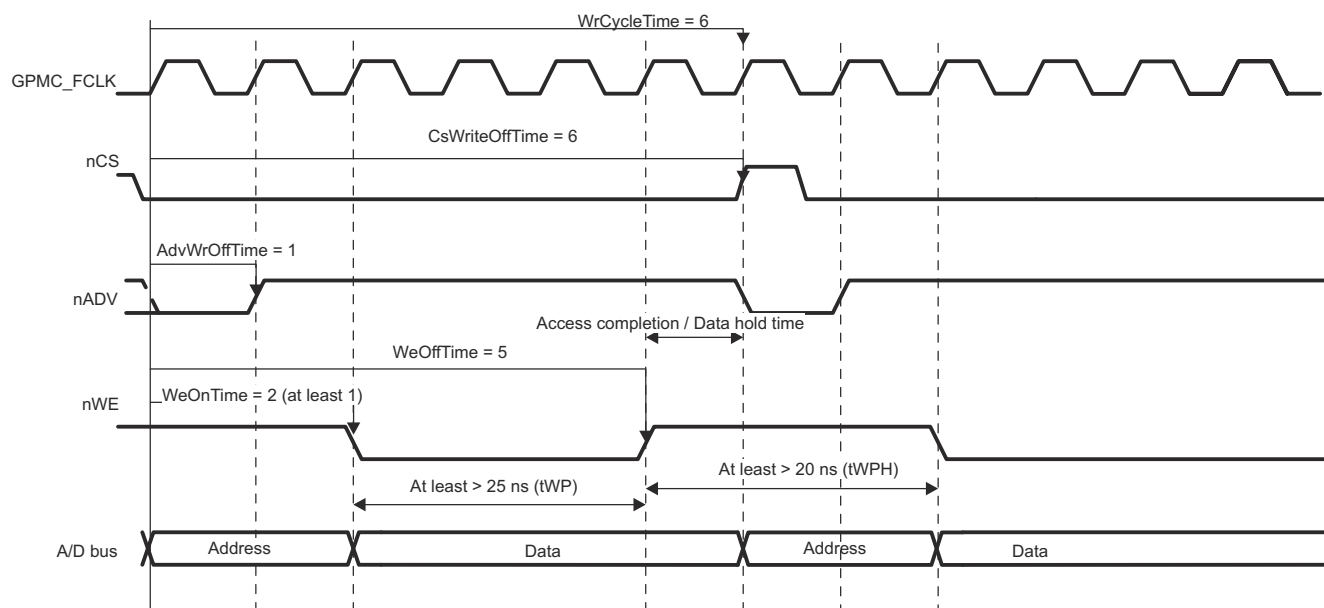 WrCycleTime = 6
GPMC_FCLK
CsWriteOffTime = 6
nCS
AdvWrOffTime = 1
nADV
Access completion / Data hold time
WeOffTime = 5
WeOnTime = 2 (at least 1)
nWE
At least > 20 ns (tWPH)
At least > 25 ns (tWP)
A/D bus Address Data Address Data